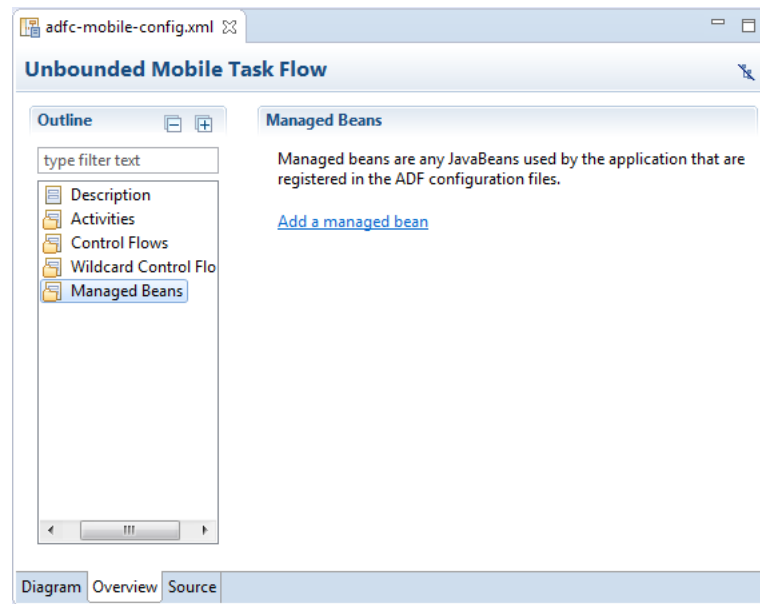 adfc-mobile-config.xml
Unbounded Mobile Task Flow
Outline
type filter text
Description
Activities
Control Flows
Wildcard Control Flo
Managed Beans
Managed Beans
Managed beans are any JavaBeans used by the application that are
registered in the ADF configuration files.
Add a managed bean
Diagram Overview Source